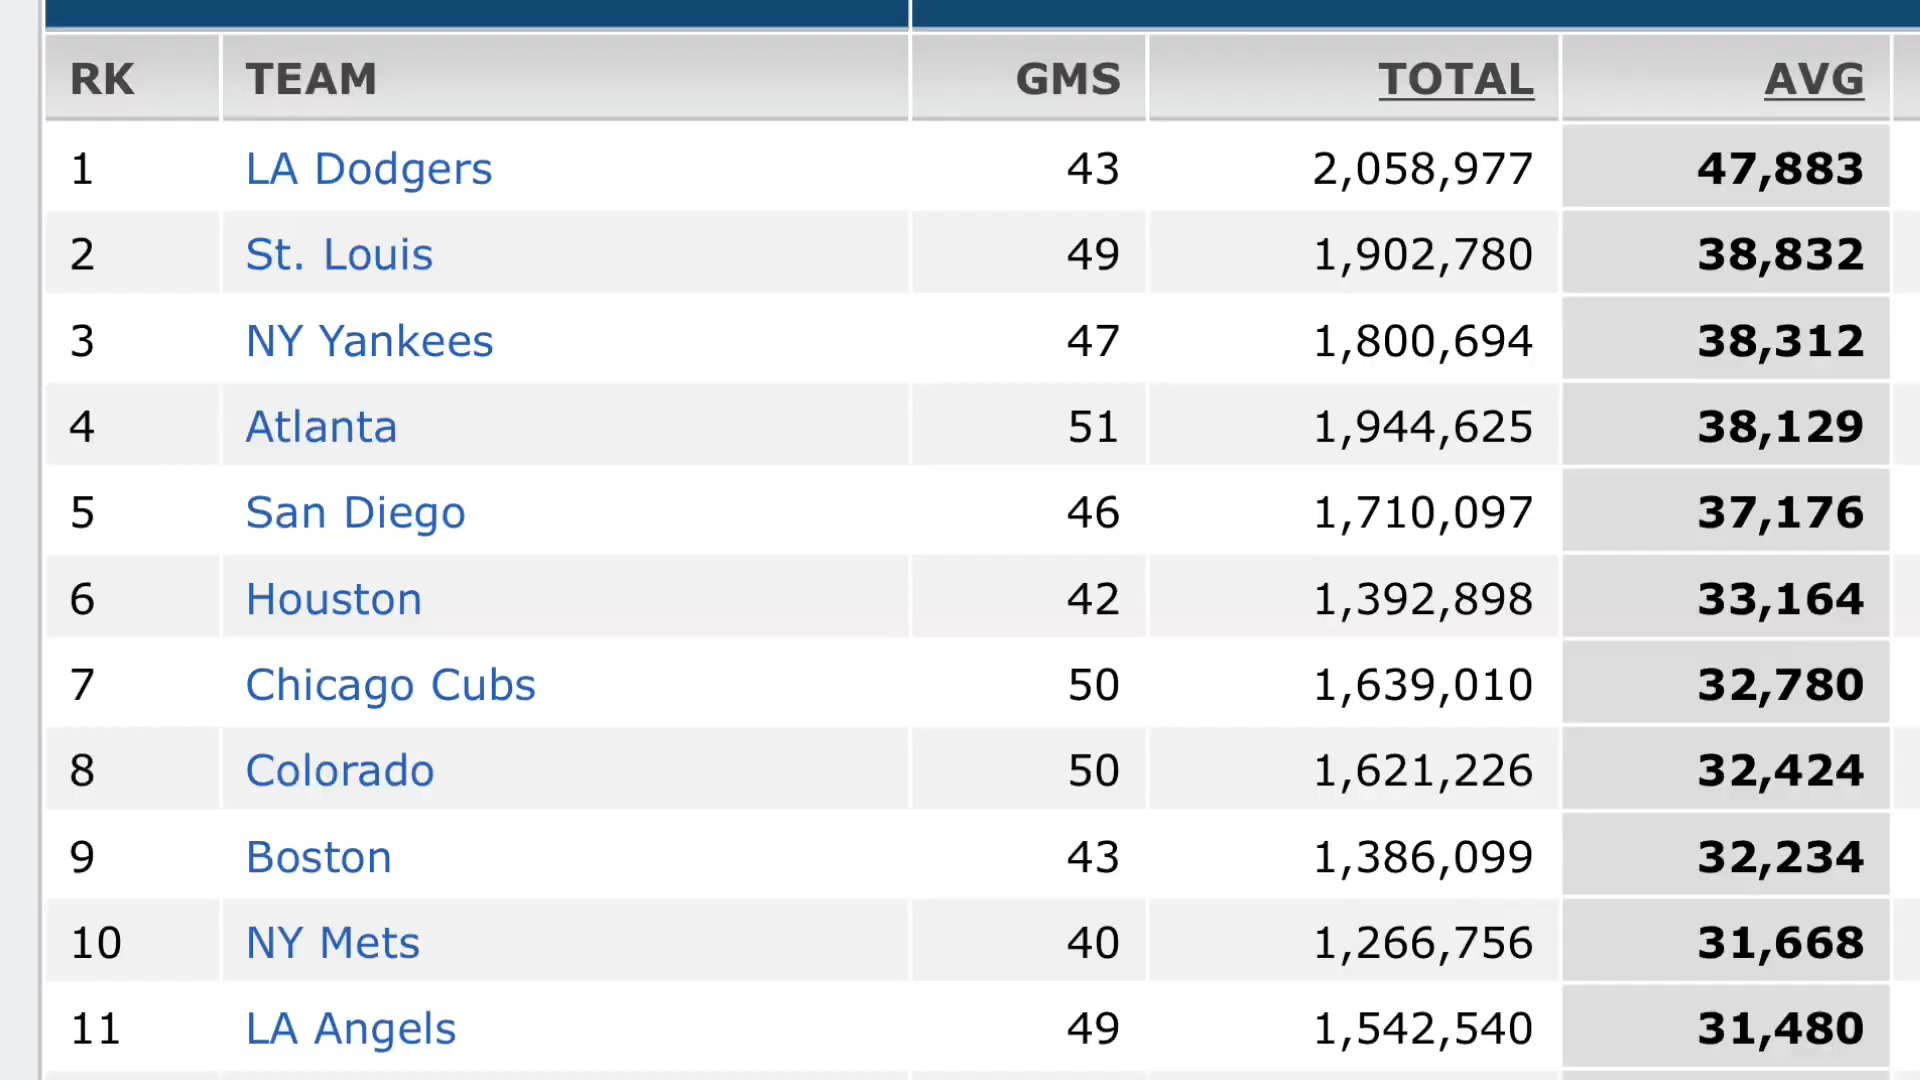 RK TEAM GMS TOTAL AVG
1 LA Dodgers 43 2,058,977 47,883
2 St. Louis 49 1,902,780 38,832
3 NY Yankees 47 1,800,694 38,312
4 Atlanta 51 1,944,625 38,129
5 San Diego 46 1,710,097 37,176
6 Houston 42 1,392,898 33,164
7 Chicago Cubs 50 1,639,010 32,780
8 Colorado 50 1,621,226 32,424
9 Boston 43 1,386,099 32,234
10 NY Mets 40 1,266,756 31,668
11 LA Angels 49 1,542,540 31,480